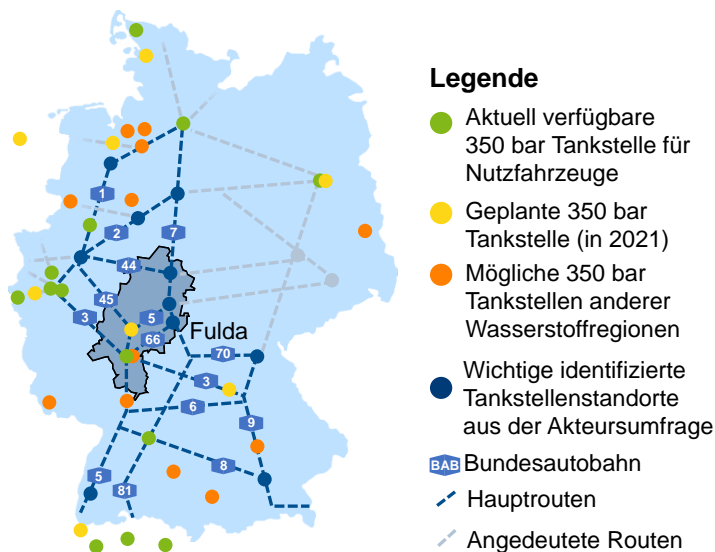 1
2
7
44
45
3
5
66
Fulda
70
3
6
9
8
5
81
Legende
Aktuell verfügbare
350 bar Tankstelle für
Nutzfahrzeuge
Geplante 350 bar
Tankstelle (in 2021)
Mögliche 350 bar
Tankstellen anderer
Wasserstoffregionen
Wichtige identifizierte
Tankstellenstandorte
aus der Akteursumfrage
BAB Bundesautobahn
Hauptrouten
Angedeutete Routen